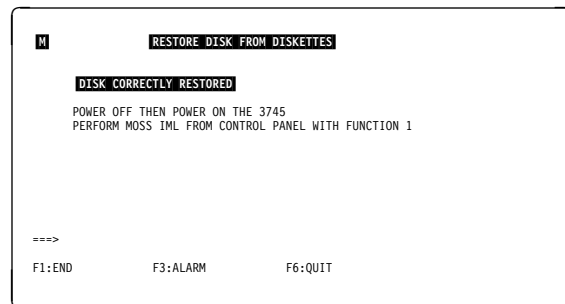 M RESTORE DISK FROM DISKETTES
DISK CORRECTLY RESTORED
POWER OFF THEN POWER ON THE 3745
PERFORM MOSS IML FROM CONTROL PANEL WITH FUNCTION 1
===>
F1:END F3:ALARM F6:QUIT